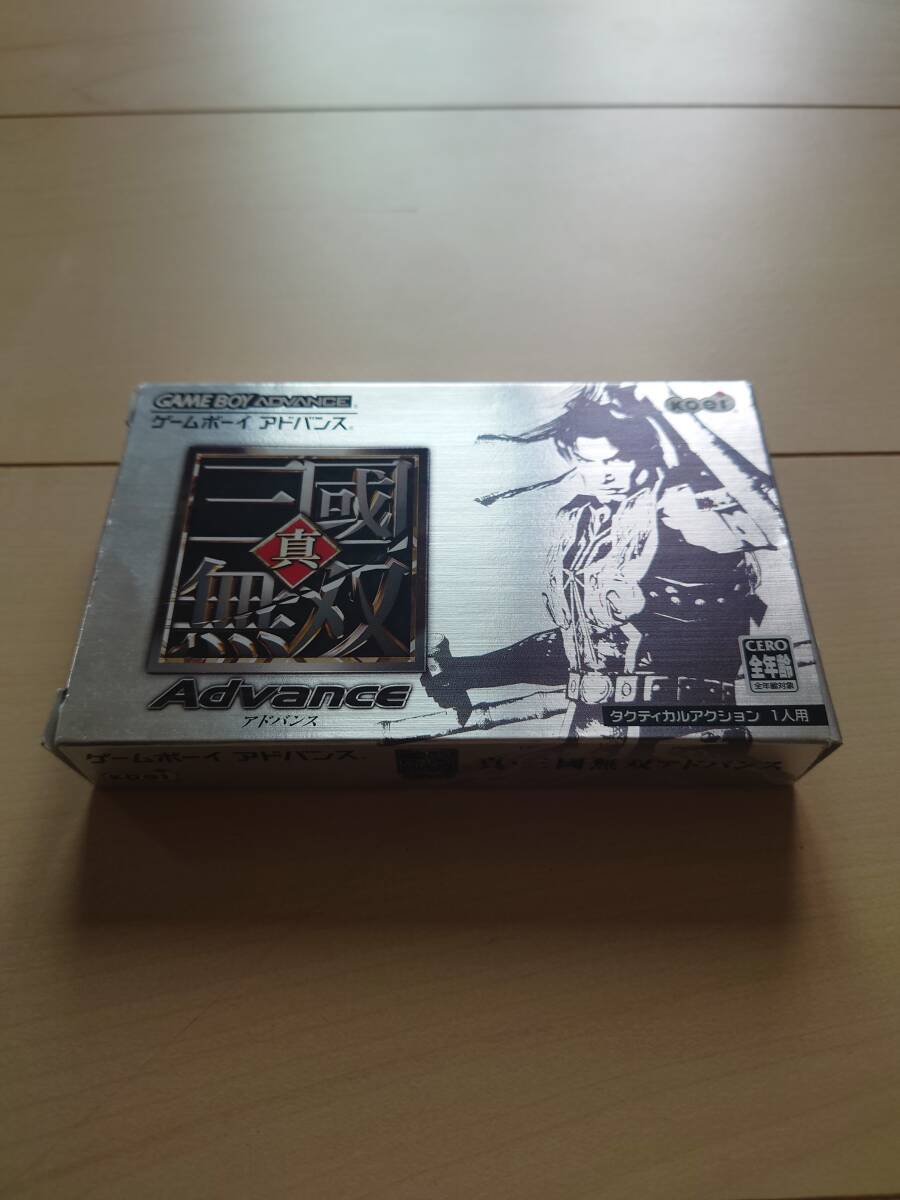 GAME BOY ADVANCE
koei
ゲームボーイ アドバンス
三國
真
無双
Advance
アドバンス
CERO
全年齢
全年齢対象
タクティカルアクション 1人用
ゲームボーイ アドバンス
koei
真・三國無双アドバンス